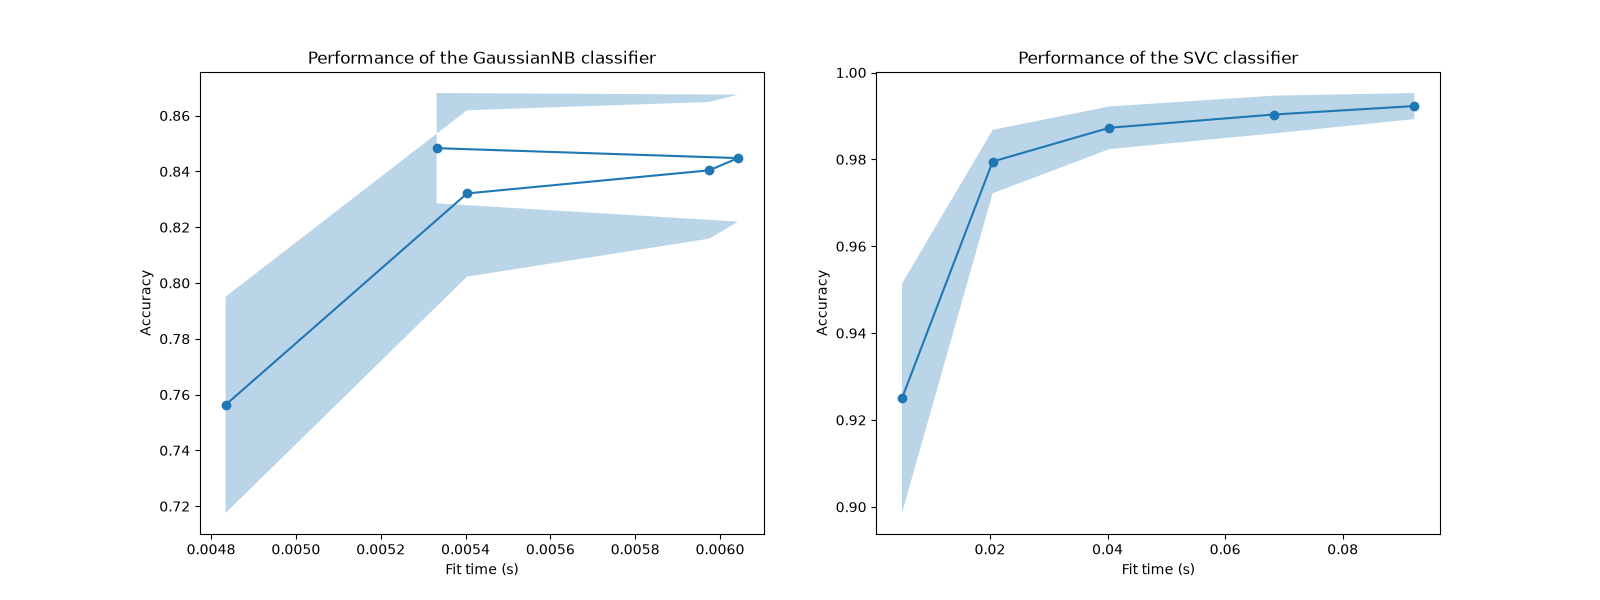 Performance of the GaussianNB classifier
Accuracy
0.86
0.84
0.82
0.80
0.78
0.76
0.74
0.72
0.0048 0.0050 0.0052 0.0054 0.0056 0.0058 0.0060
Fit time (s)
Performance of the SVC classifier
Accuracy
1.00
0.98
0.96
0.94
0.92
0.90
0.02 0.04 0.06 0.08
Fit time (s)